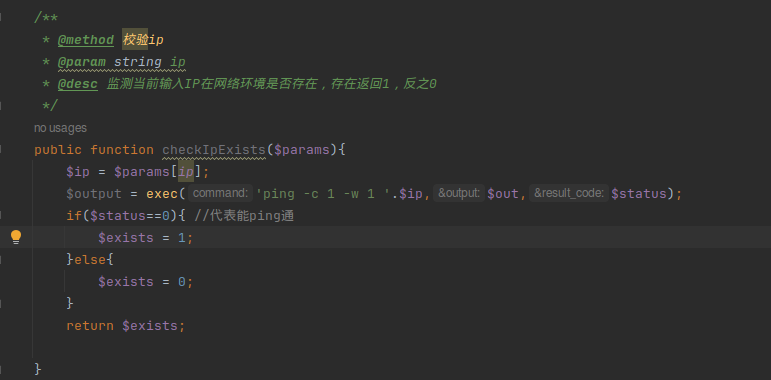 /**
 * @method 校验ip
 * @param string ip
 * @desc 监测当前输入IP在网络环境是否存在，存在返回1，反之0
 */
no usages
public function checkIpExists($params){
    $ip = $params[ip];
    $output = exec( command: 'ping -c 1 -w 1 '.$ip, &output: $out, &result_code: $status);
    if($status==0){ //代表能ping通
        $exists = 1;
    }else{
        $exists = 0;
    }
    return $exists;
}